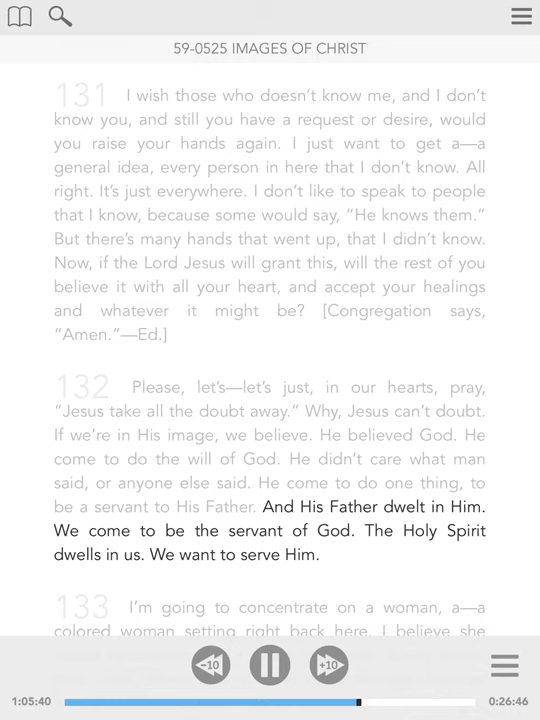 59-0525 IMAGES OF CHRIST
131 I wish those who doesn’t know me, and I don’t
know you, and still you have a request or desire, would
you raise your hands again. I just want to get a—a
general idea, every person in here that I don’t know. All
right. It’s just everywhere. I don’t like to speak to people
that I know, because some would say, “He knows them.”
But there’s many hands that went up, that I didn’t know.
Now, if the Lord Jesus will grant this, will the rest of you
believe it with all your heart, and accept your healings
and whatever it might be? [Congregation says,
“Amen.”—Ed.]
132 Please, let’s—let’s just, in our hearts, pray,
“Jesus take all the doubt away.” Why, Jesus can’t doubt.
If we’re in His image, we believe. He believed God. He
come to do the will of God. He didn’t care what man
said, or anyone else said. He come to do one thing, to
be a servant to His Father. And His Father dwelt in Him.
We come to be the servant of God. The Holy Spirit
dwells in us. We want to serve Him.
133 I’m going to concentrate on a woman, a—a
colored woman setting right back here. I believe she
-10 +10
1:05:40 0:26:46